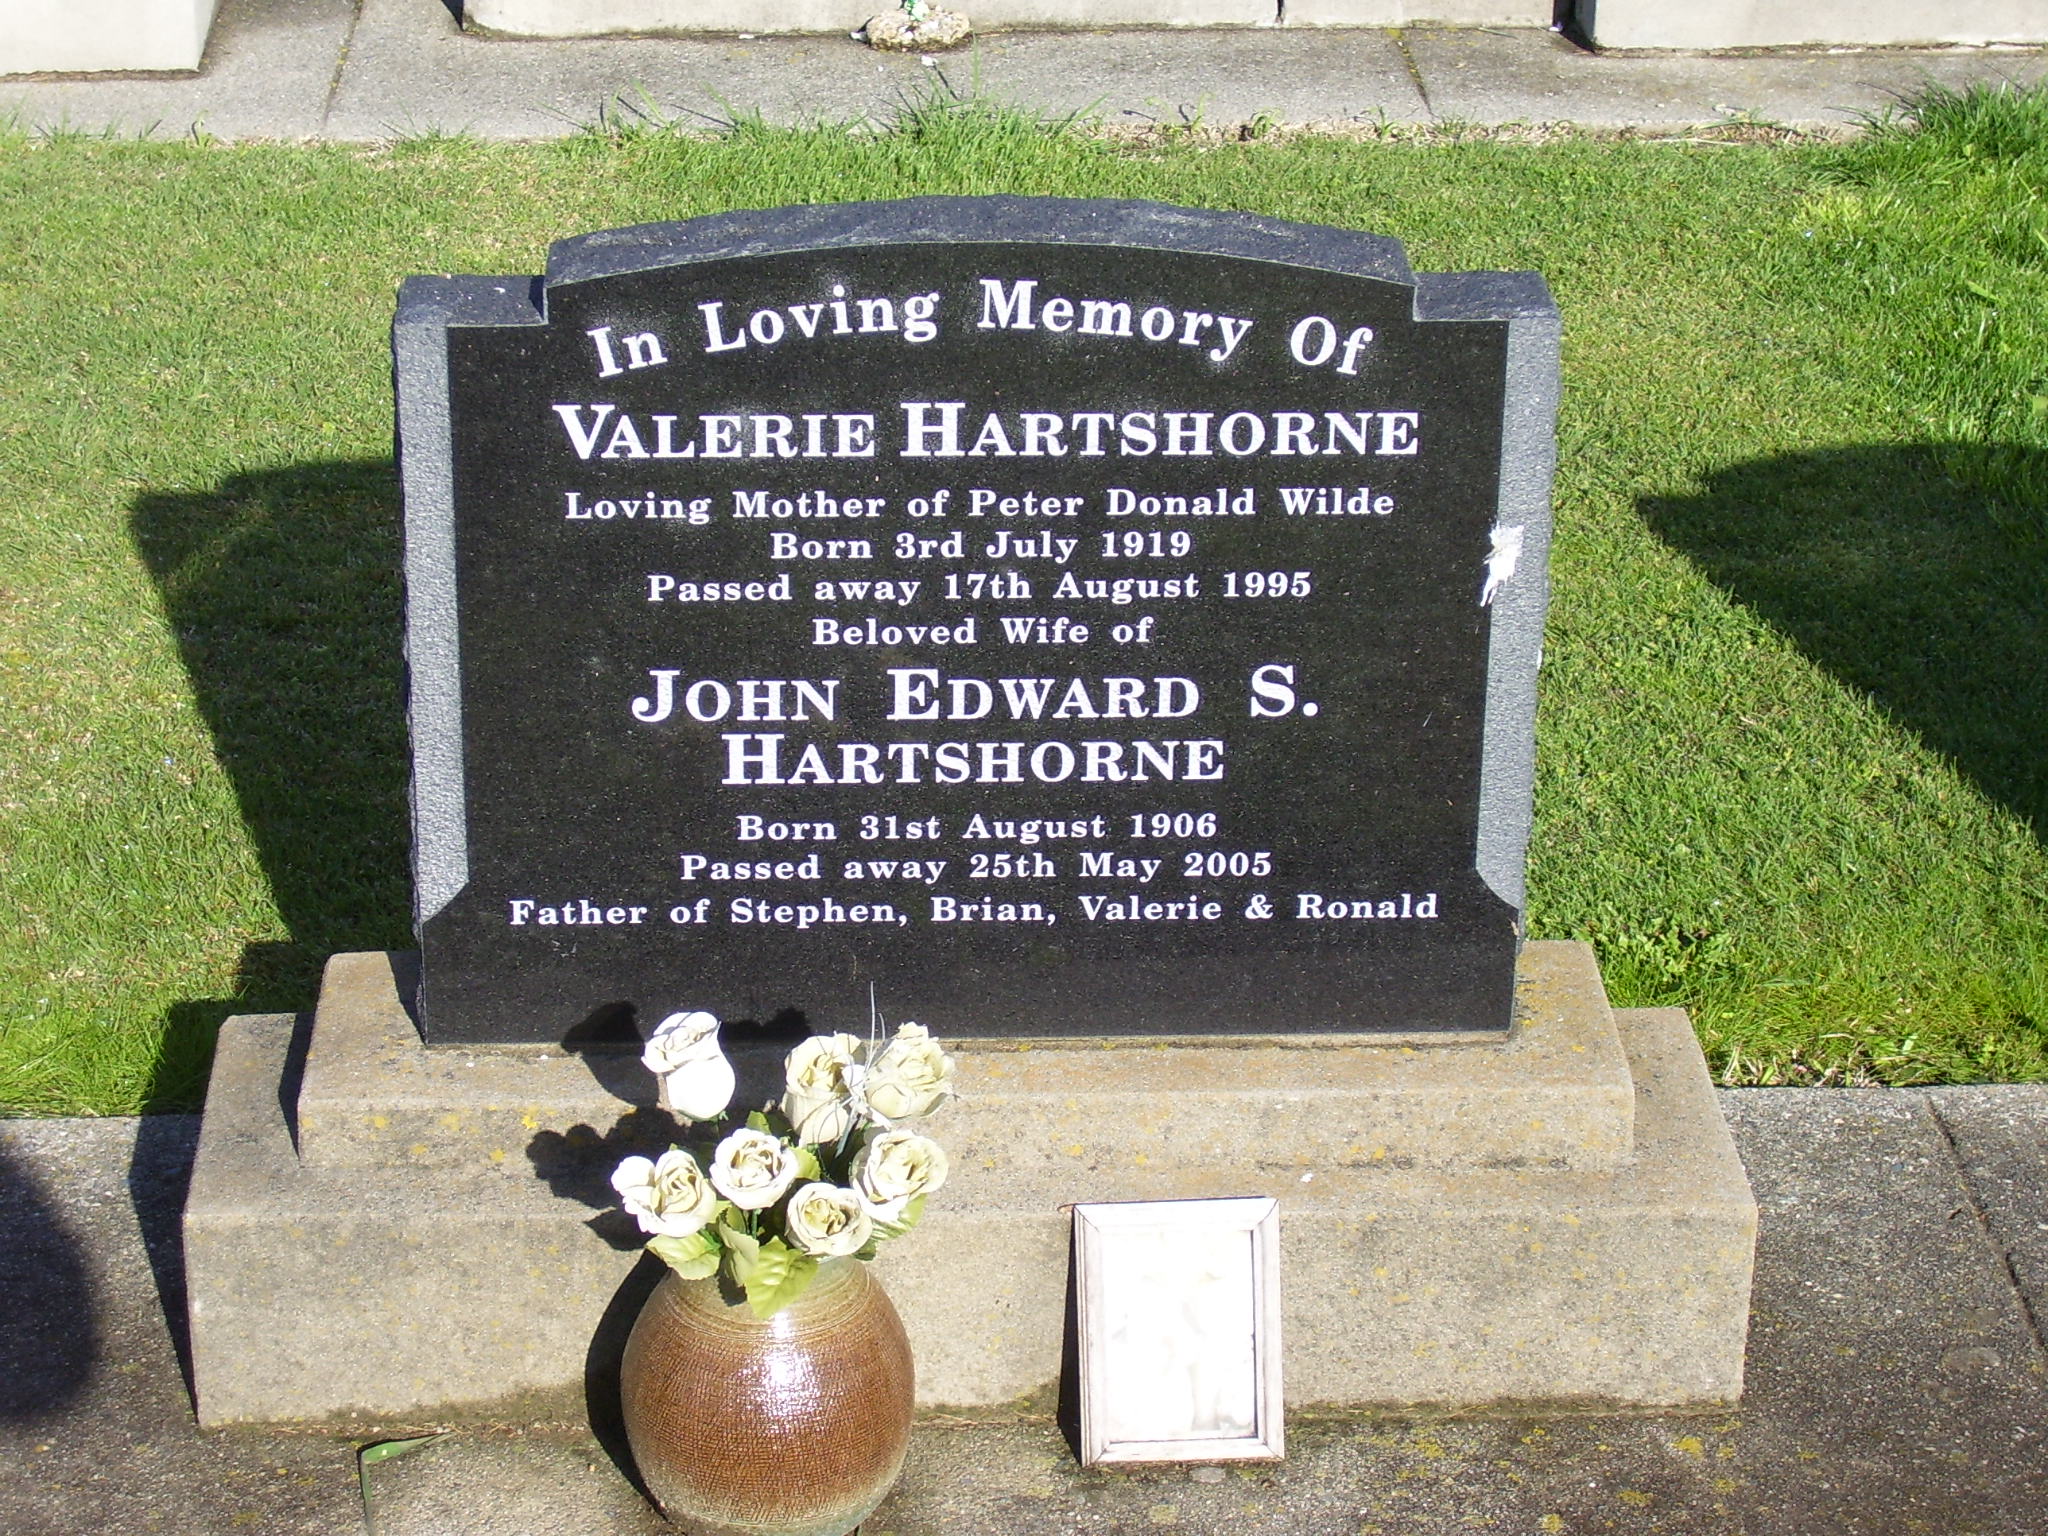 In Loving Memory Of
VALERIE HARTSHORNE
Loving Mother of Peter Donald Wilde
Born 3rd July 1919
Passed away 17th August 1995
Beloved Wife of
JOHN EDWARD S.
HARTSHORNE
Born 31st August 1906
Passed away 25th May 2005
Father of Stephen, Brian, Valerie & Ronald